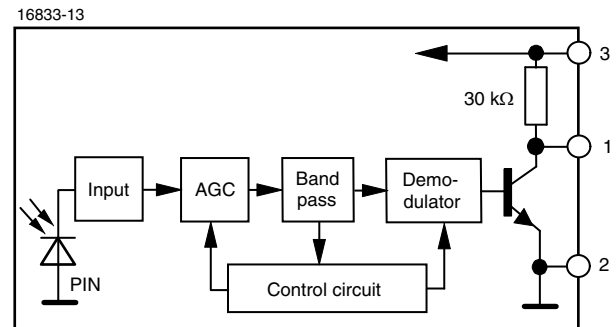 16833-13
3
30 kΩ
1
Input
AGC
Band
pass
Demo-
dulator
2
PIN
Control circuit